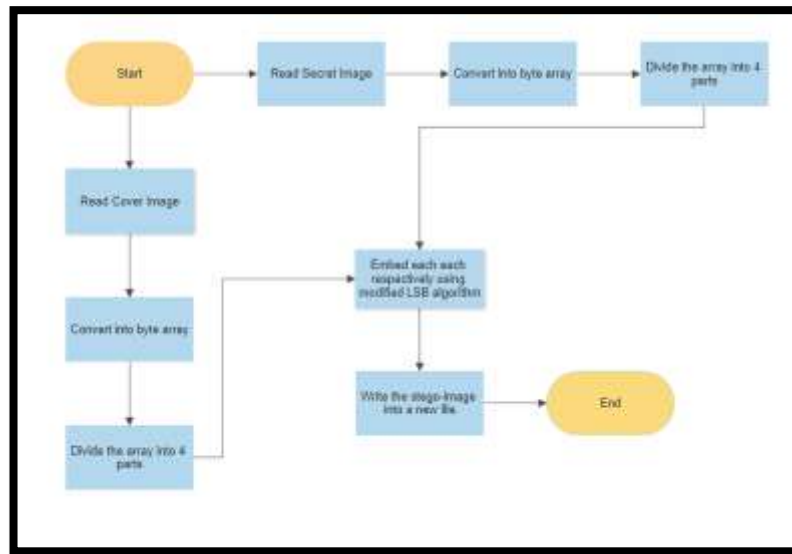 Start
Read Secret Image
Convert Into byte array
Divide the array into 4
parts
Read Cover Image
Convert into byte array
Divide the array into 4
parts
Embed each each
respectively using
modified LSB algorithm
Write the stego-image
into a new file.
End